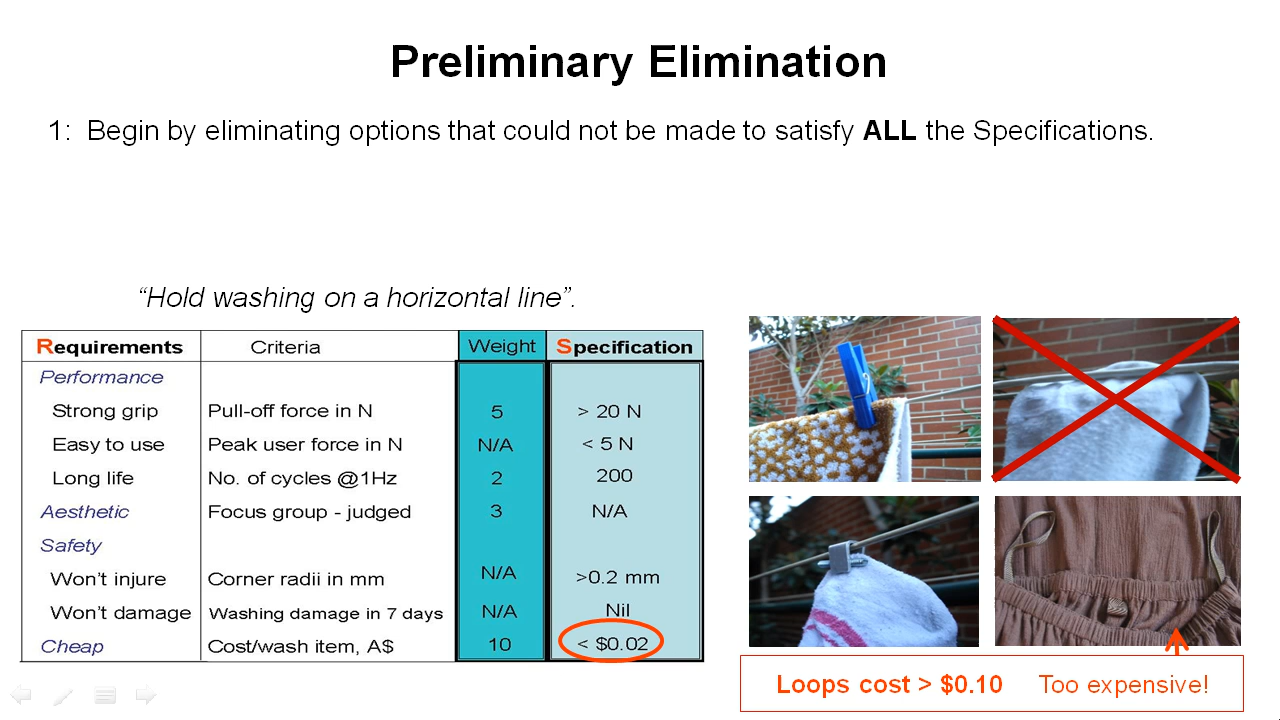 Preliminary Elimination
1: Begin by eliminating options that could not be made to satisfy ALL the Specifications.
“Hold washing on a horizontal line”.
Requirements Criteria Weight Specification
Performance
Strong grip Pull-off force in N 5 > 20 N
Easy to use Peak user force in N N/A < 5 N
Long life No. of cycles @1Hz 2 200
Aesthetic Focus group - judged 3 N/A
Safety
Won't injure Corner radii in mm N/A >0.2 mm
Won't damage Washing damage in 7 days N/A Nil
Cheap Cost/wash item, A$ 10 < $0.02
Loops cost > $0.10 Too expensive!